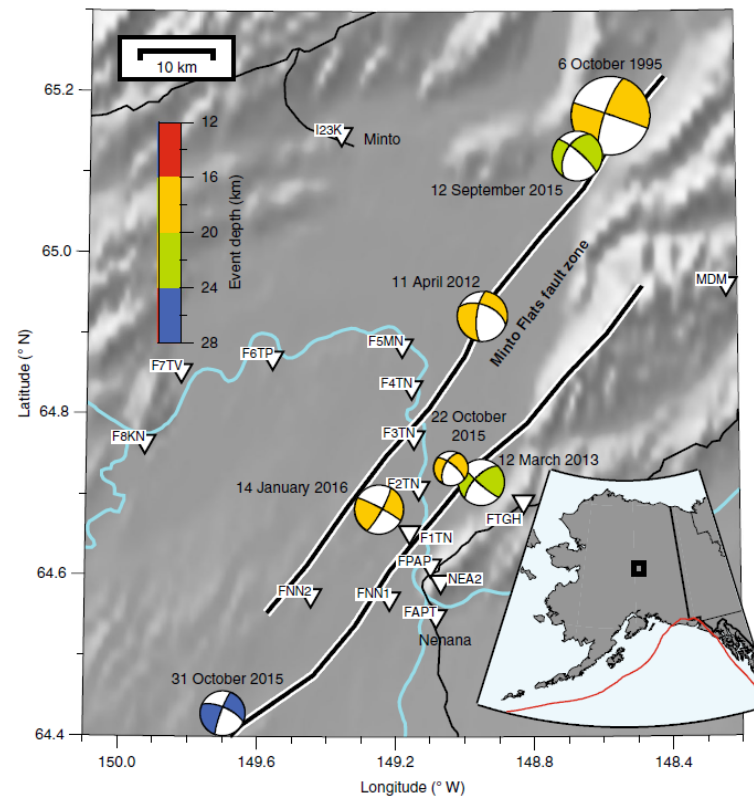 10 km
6 October 1995
65.2
I23K
Minto
12
16
20
24
28
Event depth (km)
12 September 2015
65.0
MDM
11 April 2012
Minto Flats fault zone
F5MN
F6TP
F7TV
F4TN
Latitude (° N)
64.8
F8KN
F3TN
22 October
2015
12 March 2013
14 January 2016
F2TN
FTGH
F1TN
FPAP
64.6
FNN2
FNN1
NEA2
FAPT
Nenana
31 October 2015
64.4
150.0
149.6
149.2
148.8
148.4
Longitude (° W)